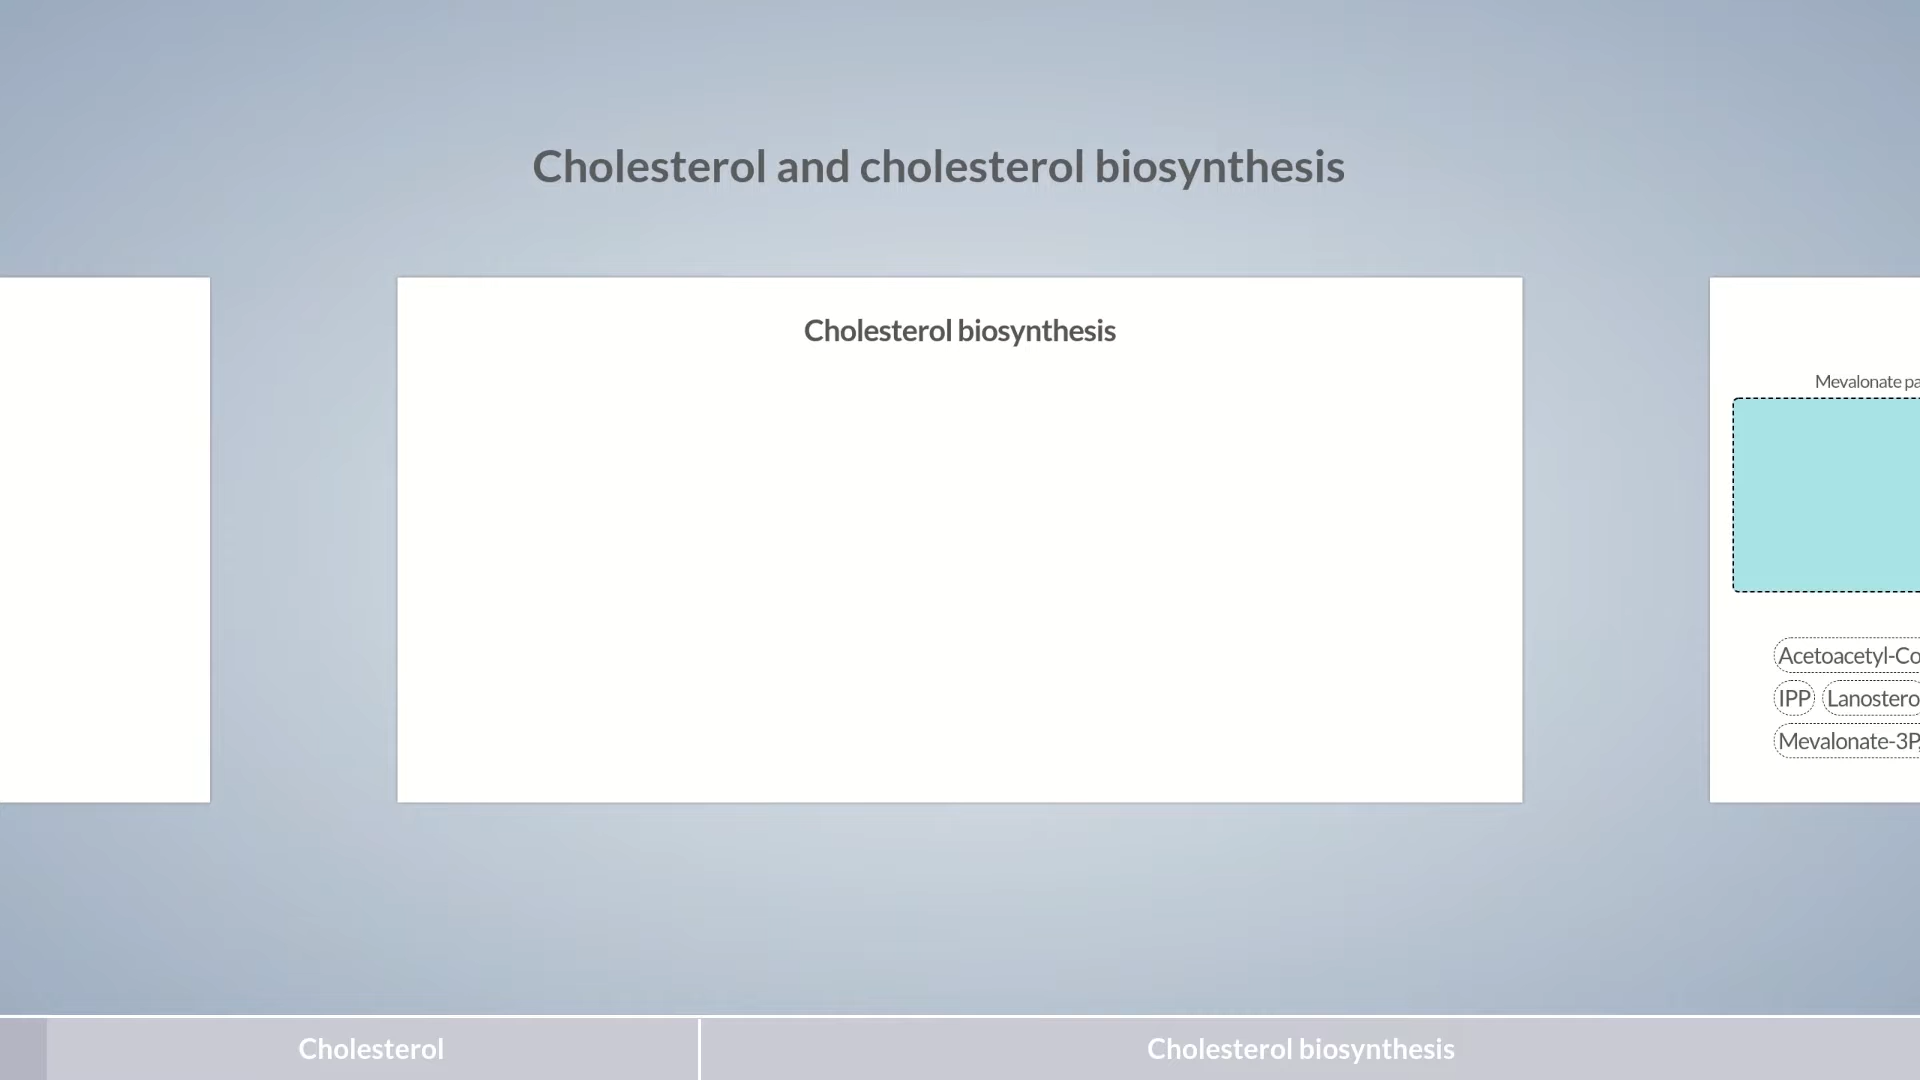 Cholesterol and cholesterol biosynthesis
Cholesterol biosynthesis
Mevalonate pa
Acetoacetyl-Co
IPP Lanostero
Mevalonate-3P,
Cholesterol
Cholesterol biosynthesis